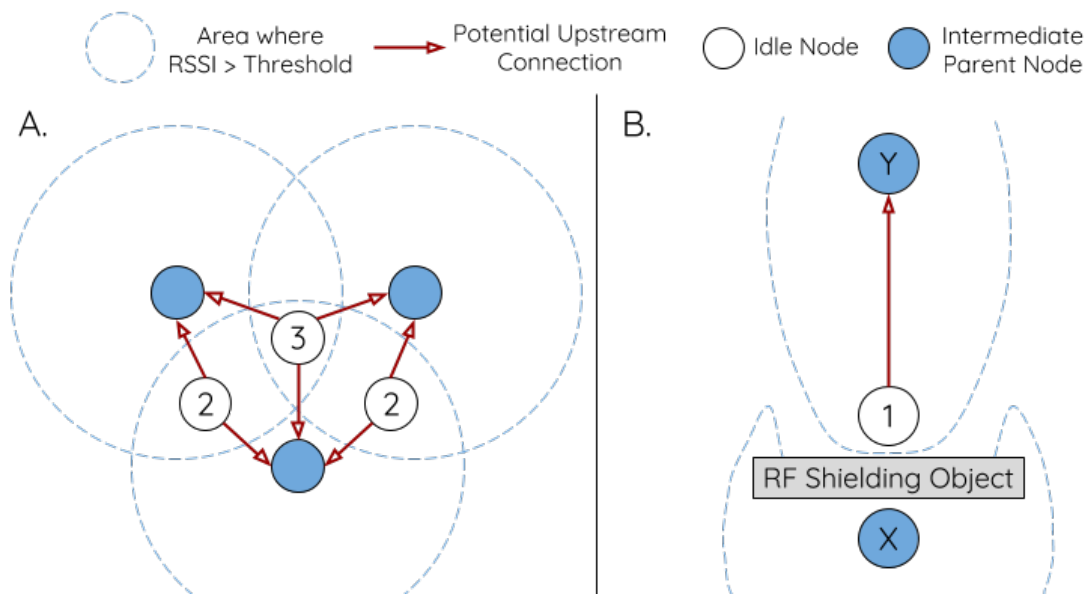 Area where
RSSI > Threshold
Potential Upstream
Connection
Idle Node
Intermediate
Parent Node
A.
3
2
2
B.
Y
1
RF Shielding Object
X